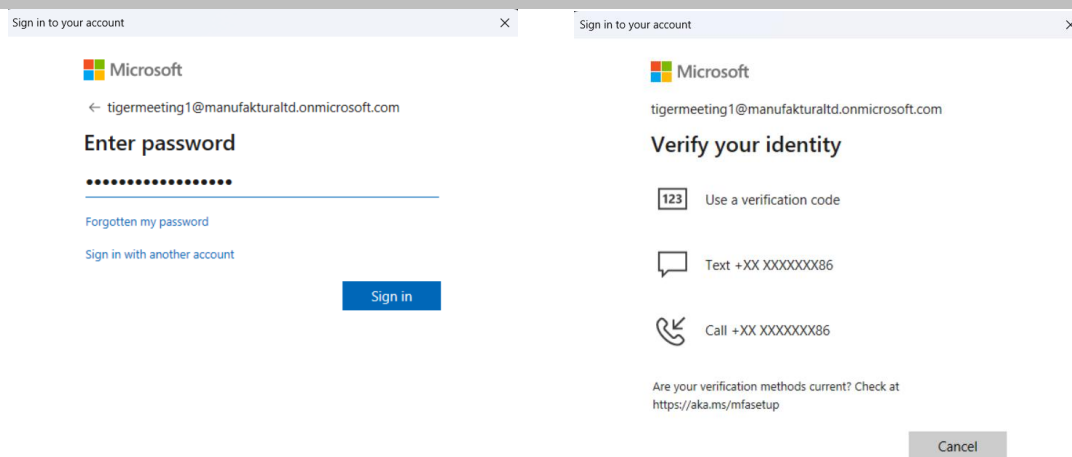 Sign in to your account
Microsoft
← tigermeeting1@manufakturaltd.onmicrosoft.com
Enter password
••••••••••••••••••
Forgotten my password
Sign in with another account
Sign in
Sign in to your account
Microsoft
tigermeeting1@manufakturaltd.onmicrosoft.com
Verify your identity
123 Use a verification code
Text +XX XXXXXXX86
Call +XX XXXXXXX86
Are your verification methods current? Check at
https://aka.ms/mfasetup
Cancel